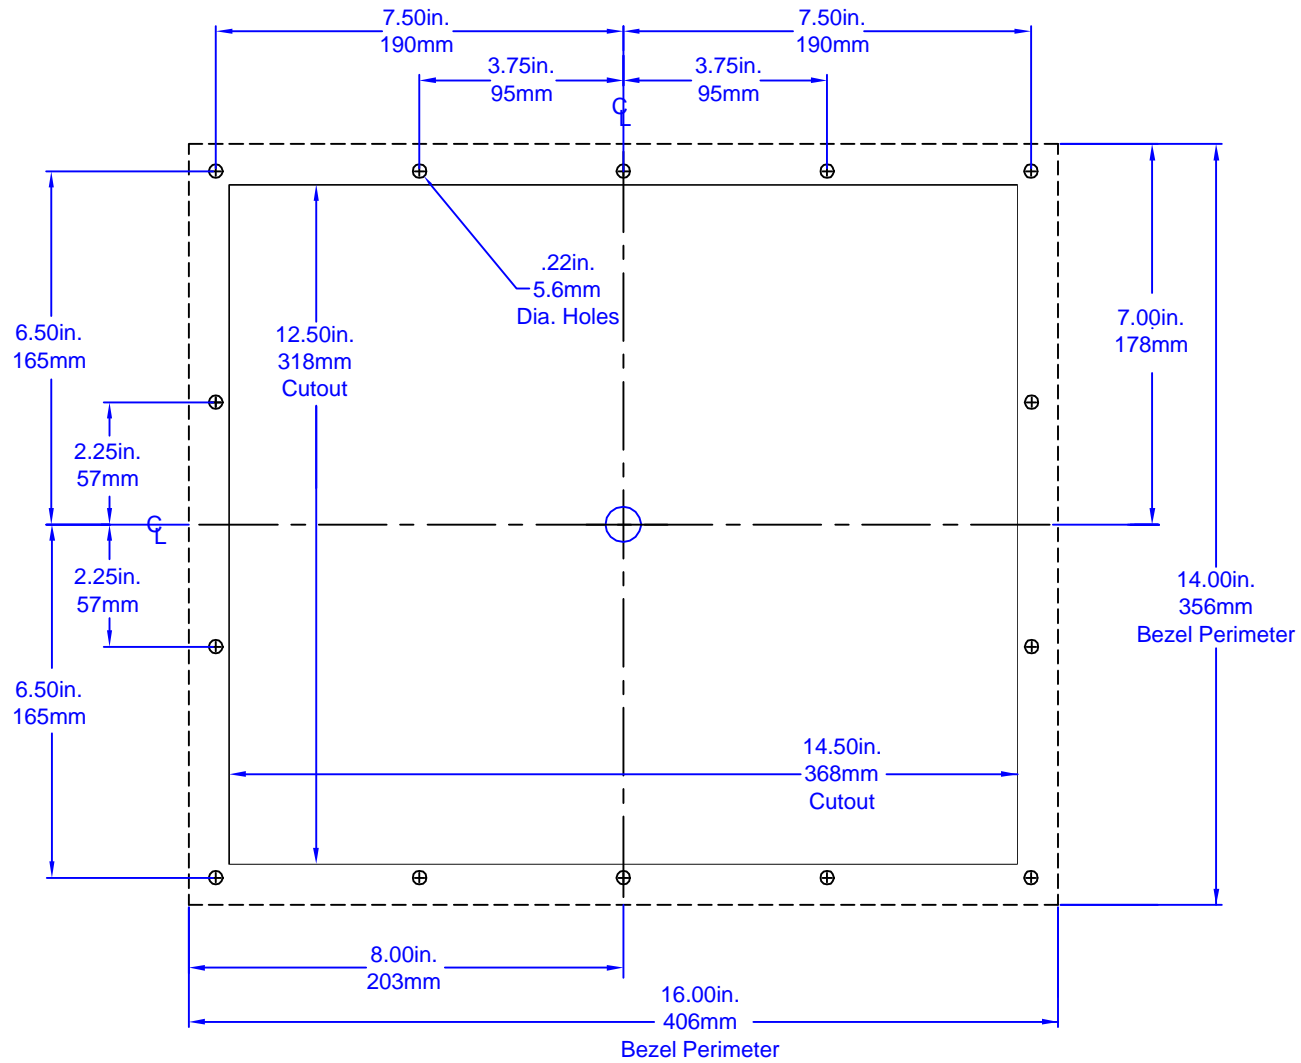 7.50in.
190mm
7.50in.
190mm
3.75in.
95mm
3.75in.
95mm
CL
.22in.
5.6mm
Dia. Holes
6.50in.
165mm
12.50in.
318mm
Cutout
7.00in.
178mm
2.25in.
57mm
CL
2.25in.
57mm
14.00in.
356mm
Bezel Perimeter
6.50in.
165mm
14.50in.
368mm
Cutout
8.00in.
203mm
16.00in.
406mm
Bezel Perimeter